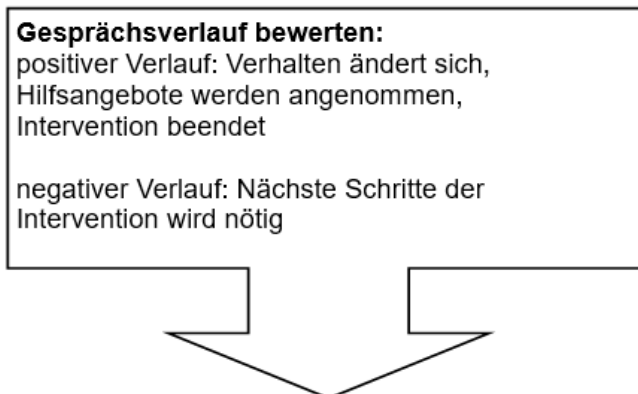 Gesprächsverlauf bewerten:
positiver Verlauf: Verhalten ändert sich,
Hilfsangebote werden angenommen,
Intervention beendet
negativer Verlauf: Nächste Schritte der
Intervention wird nötig